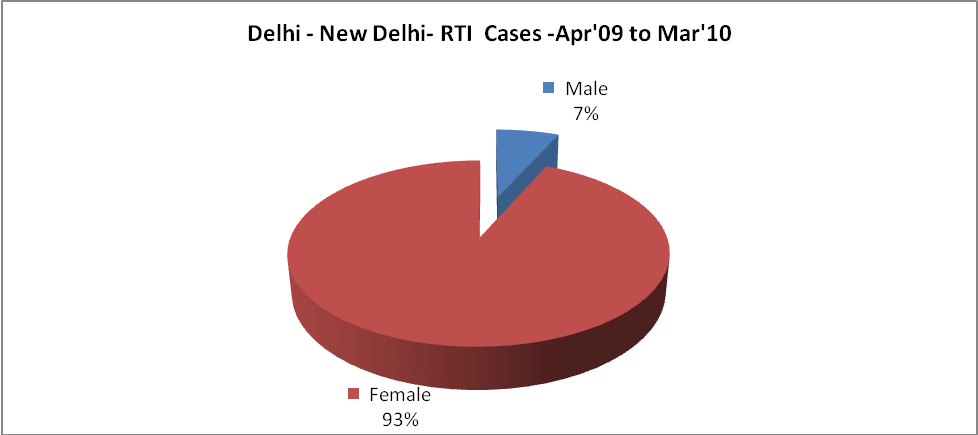 Delhi - New Delhi- RTI  Cases -Apr'09 to Mar'10
Male
7%
Female
93%